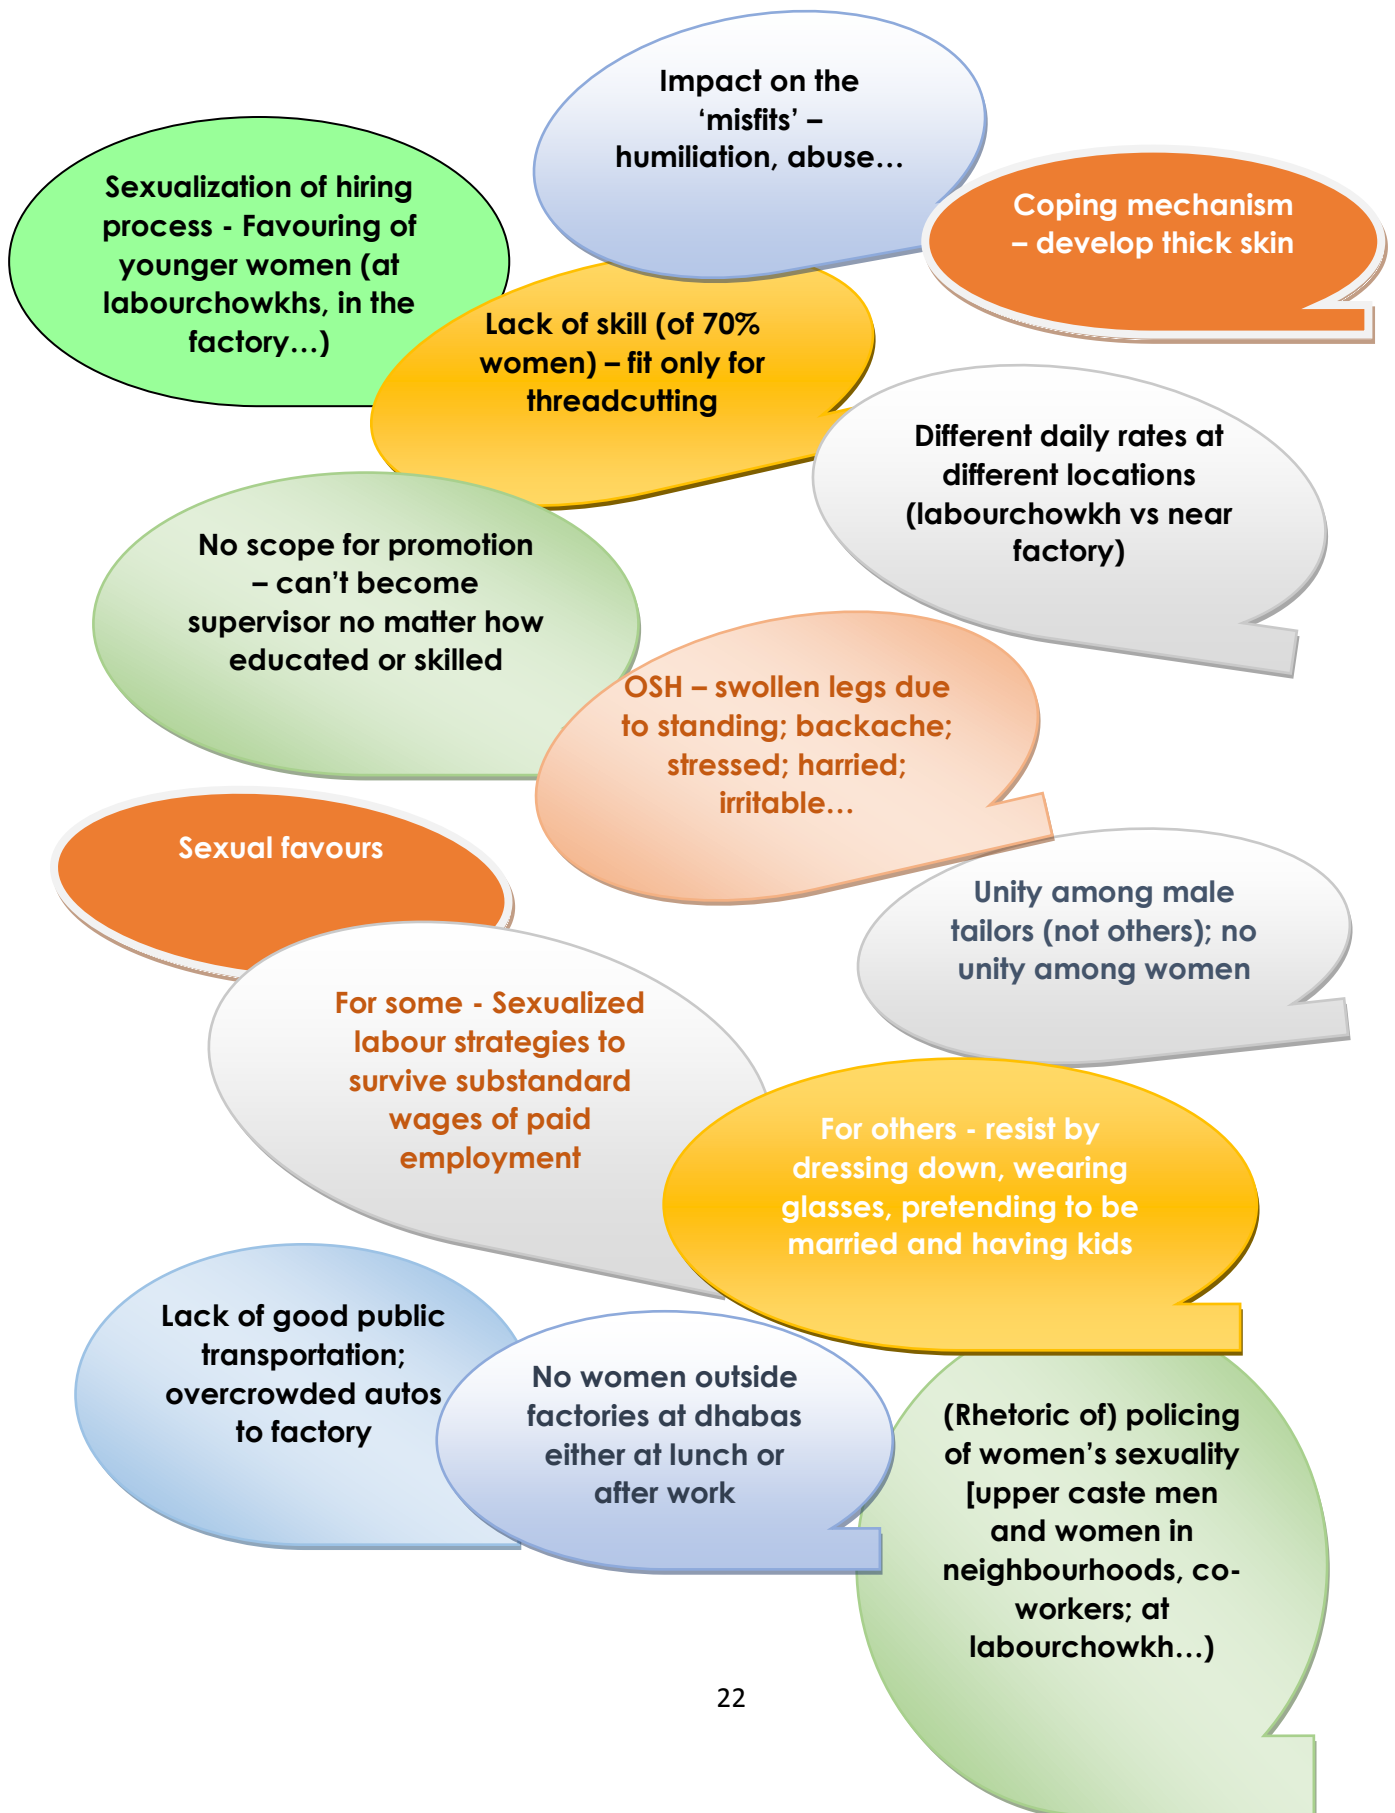 Impact on the
‘misfits’ –
humiliation, abuse…
Sexualization of hiring
process - Favouring of
younger women (at
labourchowkhs, in the
factory…)
Coping mechanism
– develop thick skin
Lack of skill (of 70%
women) – fit only for
threadcutting
Different daily rates at
different locations
(labourchowkh vs near
factory)
No scope for promotion
– can’t become
supervisor no matter how
educated or skilled
OSH – swollen legs due
to standing; backache;
stressed; harried;
irritable…
Sexual favours
Unity among male
tailors (not others); no
unity among women
For some - Sexualized
labour strategies to
survive substandard
wages of paid
employment
For others - resist by
dressing down, wearing
glasses, pretending to be
married and having kids
Lack of good public
transportation;
overcrowded autos
to factory
No women outside
factories at dhabas
either at lunch or
after work
(Rhetoric of) policing
of women’s sexuality
[upper caste men
and women in
neighbourhoods, co-
workers; at
labourchowkh…)
22